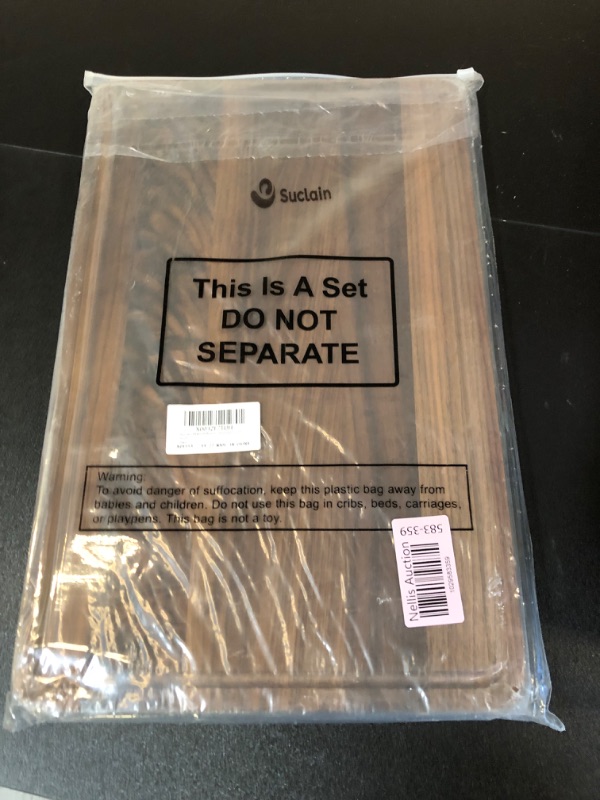 Suclain
This Is A Set
DO NOT
SEPARATE
Warning:
To avoid danger of suffocation, keep this plastic bag away from
babies and children. Do not use this bag in cribs, beds, carriages,
or playpens. This bag is not a toy.
Nellis Auction
583-359
1029583359